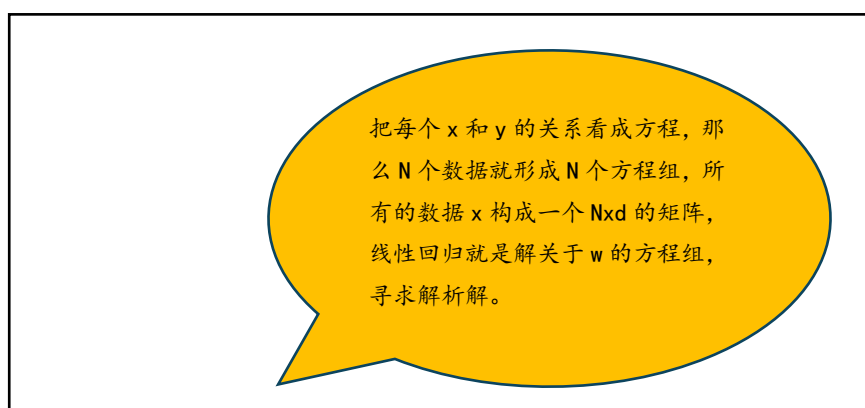 把每个 x 和 y 的关系看成方程，那
么 N 个数据就形成 N 个方程组，所
有的数据 x 构成一个 Nxd 的矩阵，
线性回归就是解关于 w 的方程组，
寻求解析解。